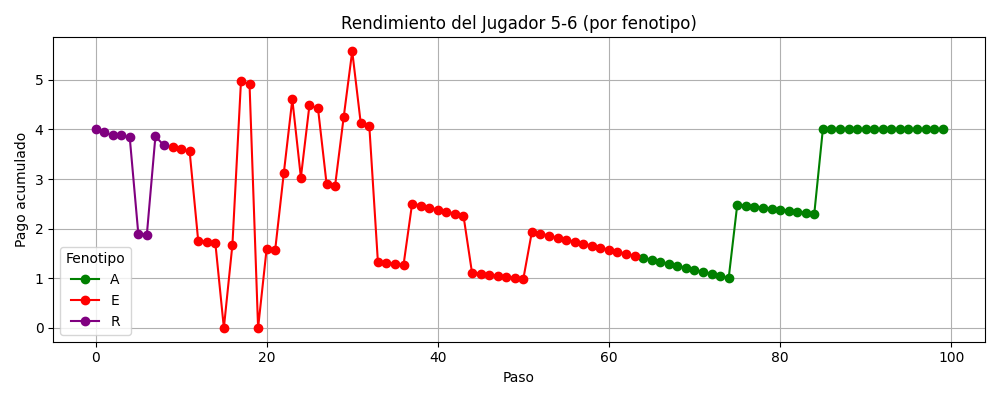 Rendimiento del Jugador 5-6 (por fenotipo)
Pago acumulado
5
4
3
2
1
0
Fenotipo
A
E
R
0 20 40 60 80 100
Paso